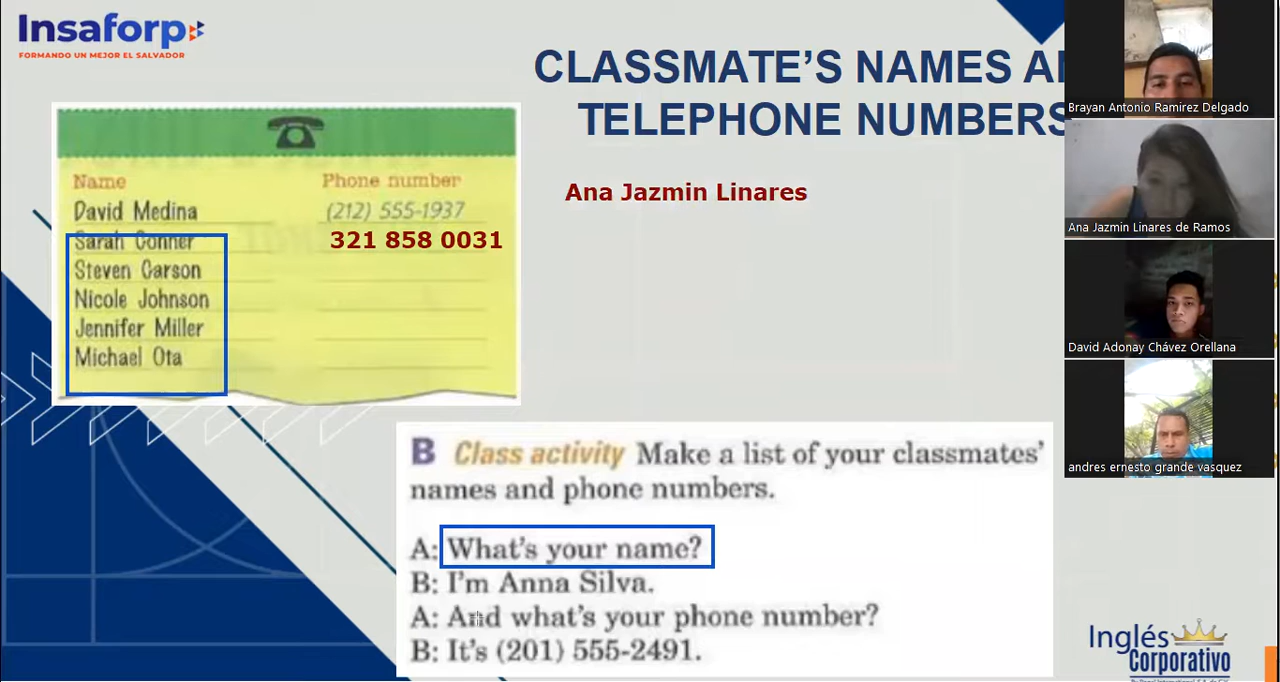 Insaforp
FORMANDO UN MEJOR EL SALVADOR
CLASSMATE'S NAMES
TELEPHONE NUMBERS
Name Phone number
David Medina (212) 555-1937
Sarah Conner 321 858 0031
Steven Carson
Nicole Johnson
Jennifer Miller
Michael Ota
Ana Jazmin Linares
B Class activity Make a list of your classmates'
names and phone numbers.
A: What's your name?
B: I'm Anna Silva.
A: And what's your phone number?
B: It's (201) 555-2491.
Brayan Antonio Ramirez Delgado
Ana Jazmin Linares de Ramos
David Adonay Chávez Orellana
andres ernesto grande vasquez
Inglés
Corporativo